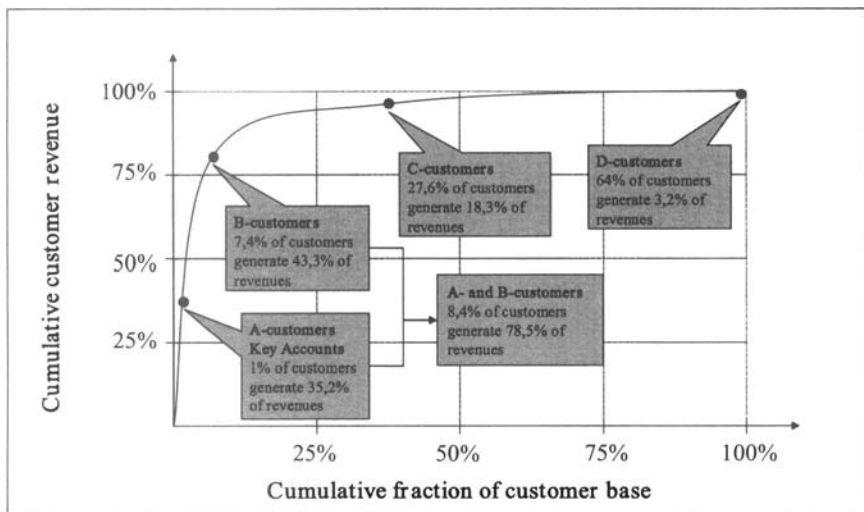 Cumulative customer revenue
100%
75%
50%
25%
B-customers
7,4% of customers
generate 43,3% of
revenues
C-customers
27,6% of customers
generate 18,3% of
revenues
D-customers
64% of customers
generate 3,2% of
revenues
A-customers
Key Accounts
1% of customers
generate 35,2%
of revenues
A- and B-customers
8,4% of customers
generate 78,5% of
revenues
25%
50%
75%
100%
Cumulative fraction of customer base